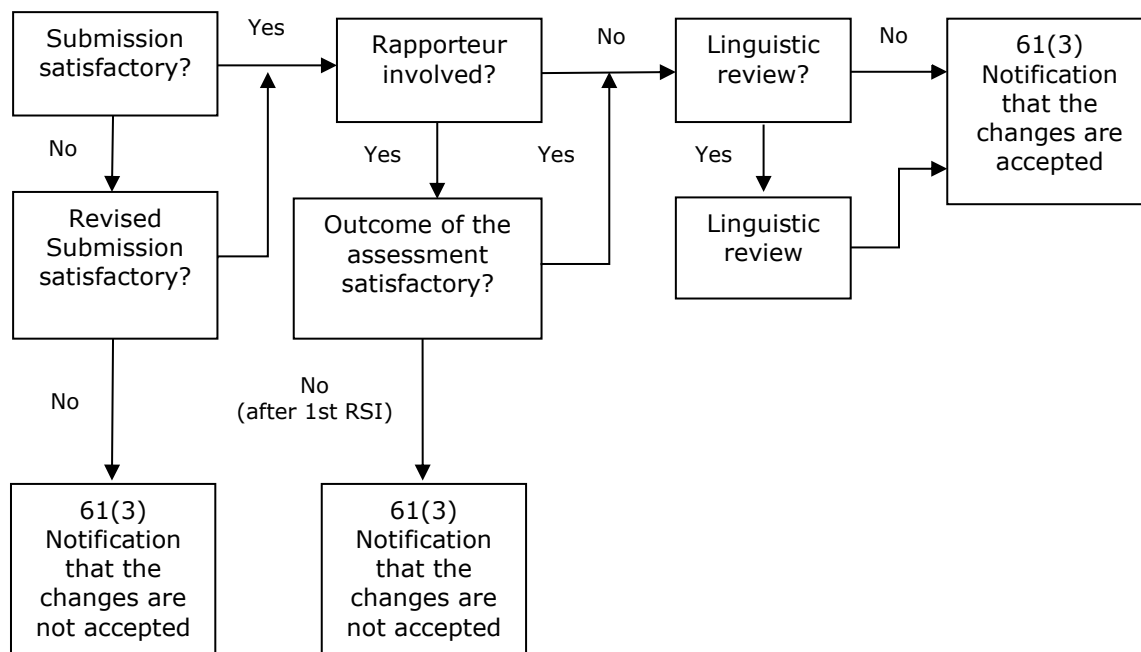 Submission
satisfactory?
Yes
Rapporteur
involved?
No
Linguistic
review?
No
61(3)
Notification
that the
changes are
accepted
No
Yes
Yes
Yes
Revised
Submission
satisfactory?
Outcome of the
assessment
satisfactory?
Linguistic
review
No
No
(after 1st RSI)
61(3)
Notification
that the
changes are
not accepted
61(3)
Notification
that the
changes are
not accepted